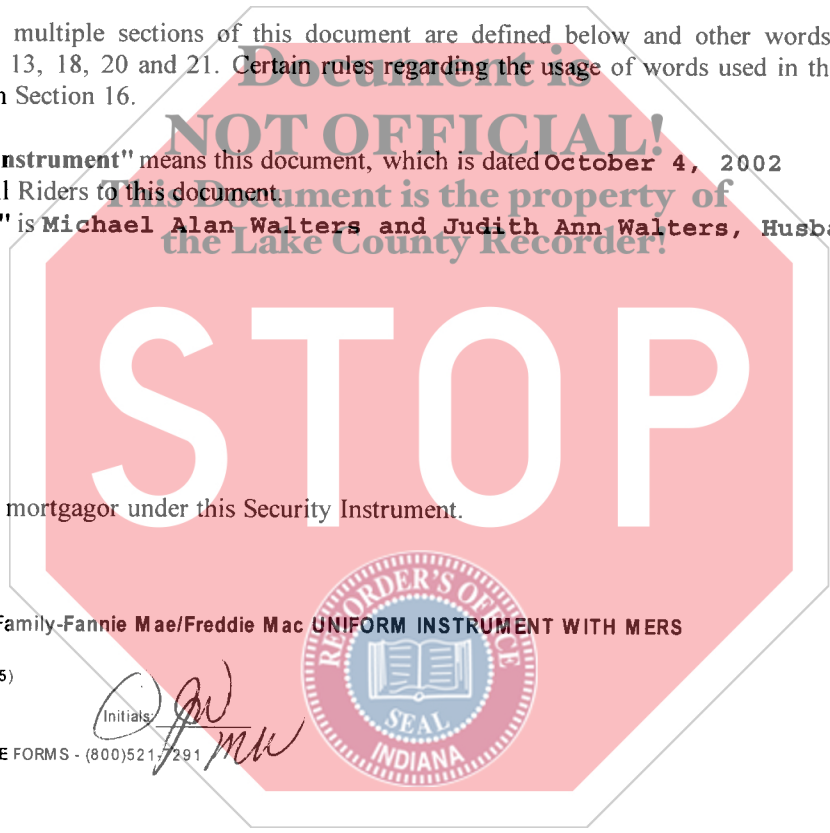 multiple sections of this document are defined below and other words
13, 18, 20 and 21. Certain rules regarding the usage of words used in th
n Section 16.
Document is
NOT OFFICIAL!
This Document is the property of
the Lake County Recorder!
nstrument" means this document, which is dated October 4, 2002
l Riders to this document.
" is Michael Alan Walters and Judith Ann Walters, Husba
STOP
mortgagor under this Security Instrument.
Family-Fannie Mae/Freddie Mac UNIFORM INSTRUMENT WITH MERS
5)
Initials: JW
MW
E FORMS - (800)521-7291
RECORDER'S OFFICE
SEAL
INDIANA